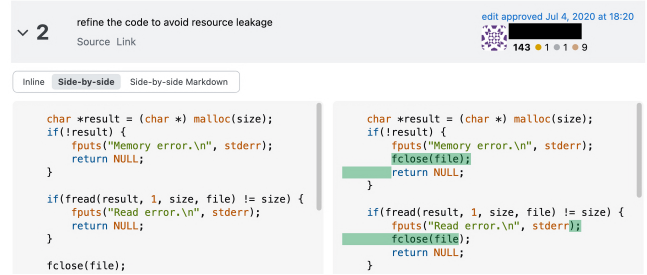 2
refine the code to avoid resource leakage
Source Link
edit approved Jul 4, 2020 at 18:20
143 1 1 9
Inline Side-by-side Side-by-side Markdown
char *result = (char *) malloc(size);
if(!result) {
fputs("Memory error.\n", stderr);
return NULL;
}
if(fread(result, 1, size, file) != size) {
fputs("Read error.\n", stderr);
return NULL;
}
fclose(file);
char *result = (char *) malloc(size);
if(!result) {
fputs("Memory error.\n", stderr);
fclose(file);
return NULL;
}
if(fread(result, 1, size, file) != size) {
fputs("Read error.\n", stderr);
fclose(file);
return NULL;
}